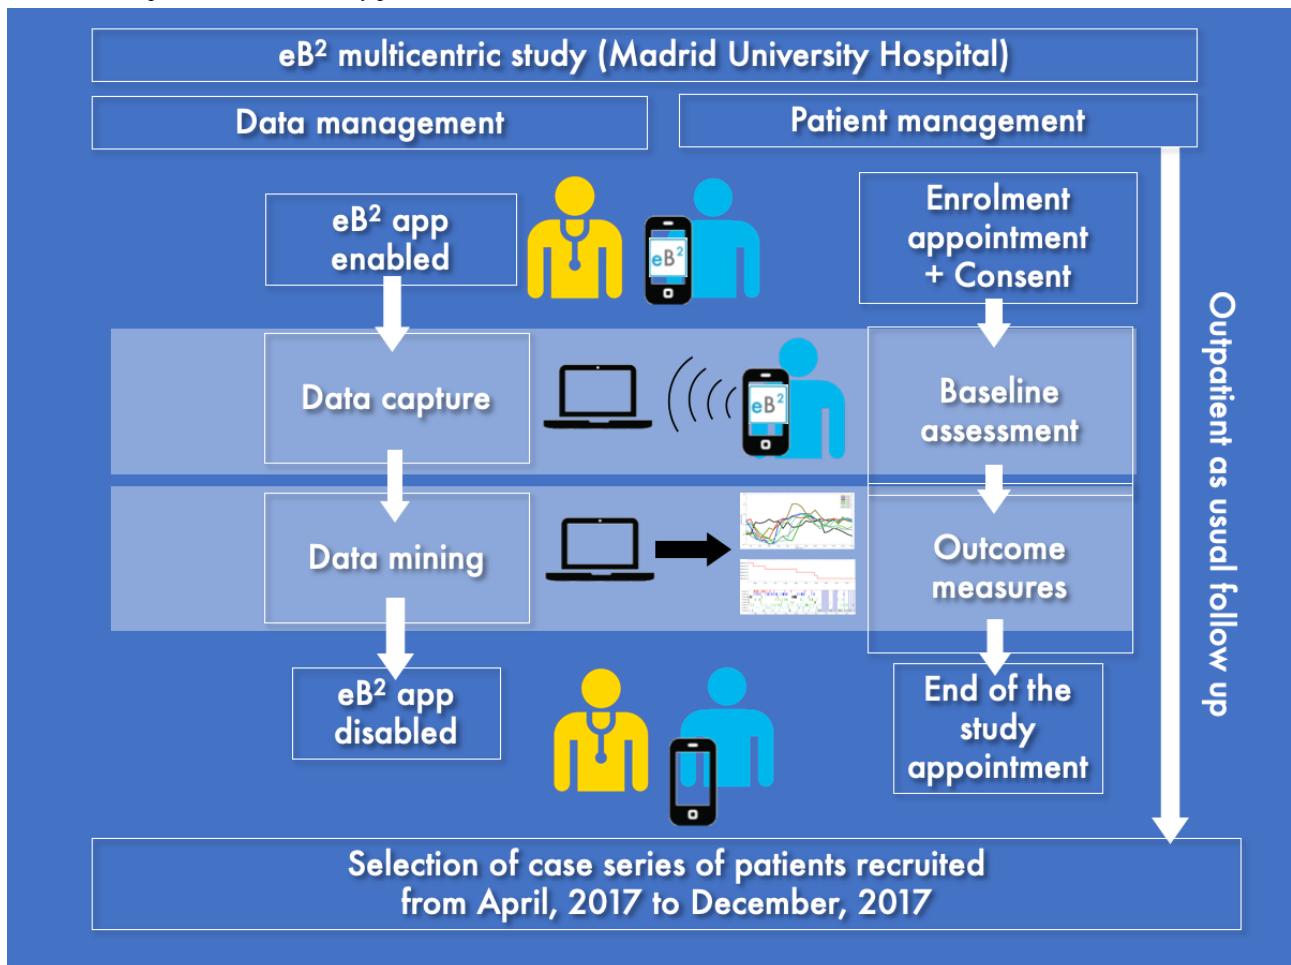 eB² multicentric study (Madrid University Hospital)
Data management
Patient management
eB² app
enabled
eB²
Enrolment
appointment
+ Consent
Data capture
eB²
Baseline
assessment
Data mining
Outcome
measures
eB² app
disabled
End of the
study
appointment
Outpatient as usual follow up
Selection of case series of patients recruited
from April, 2017 to December, 2017